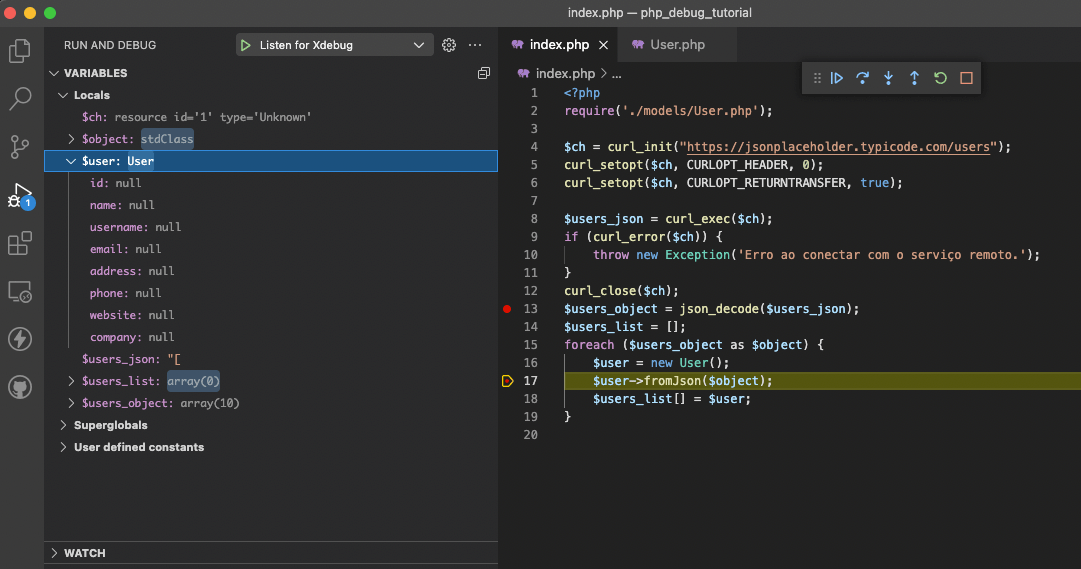 index.php — php_debug_tutorial
RUN AND DEBUG
Listen for Xdebug
VARIABLES
Locals
$ch: resource id='1' type='Unknown'
$object: stdClass
$user: User
id: null
name: null
username: null
email: null
address: null
phone: null
website: null
company: null
$users_json: "[
$users_list: array(0)
$users_object: array(10)
Superglobals
User defined constants
WATCH
1
index.php
User.php
index.php > ...
1 <?php
2 require('./models/User.php');
3
4 $ch = curl_init("https://jsonplaceholder.typicode.com/users");
5 curl_setopt($ch, CURLOPT_HEADER, 0);
6 curl_setopt($ch, CURLOPT_RETURNTRANSFER, true);
7
8 $users_json = curl_exec($ch);
9 if (curl_error($ch)) {
10 throw new Exception('Erro ao conectar com o serviço remoto.');
11 }
12 curl_close($ch);
13 $users_object = json_decode($users_json);
14 $users_list = [];
15 foreach ($users_object as $object) {
16 $user = new User();
17 $user->fromJson($object);
18 $users_list[] = $user;
19 }
20